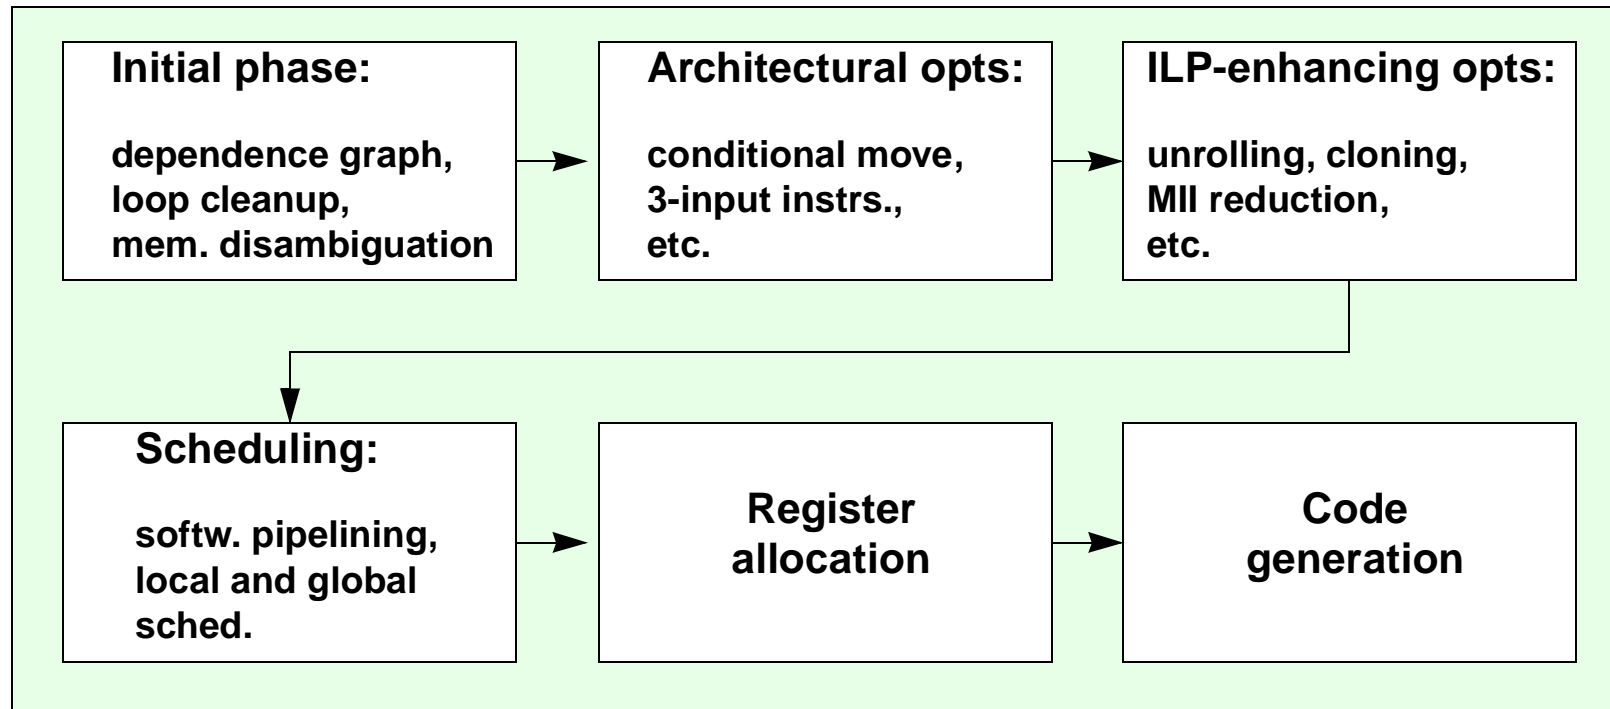 Initial phase:
dependence graph,
loop cleanup,
mem. disambiguation
Architectural opts:
conditional move,
3-input instrs.,
etc.
ILP-enhancing opts:
unrolling, cloning,
MII reduction,
etc.
Scheduling:
softw. pipelining,
local and global
sched.
Register
allocation
Code
generation